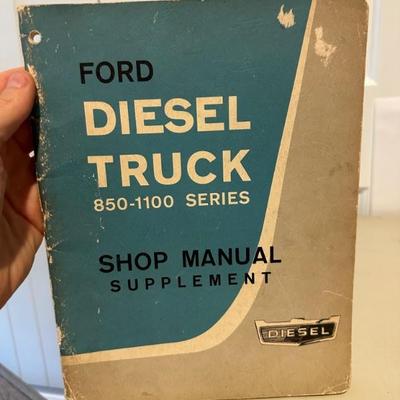 FORD
DIESEL
TRUCK
850-1100 SERIES
SHOP MANUAL
SUPPLEMENT
DIESEL